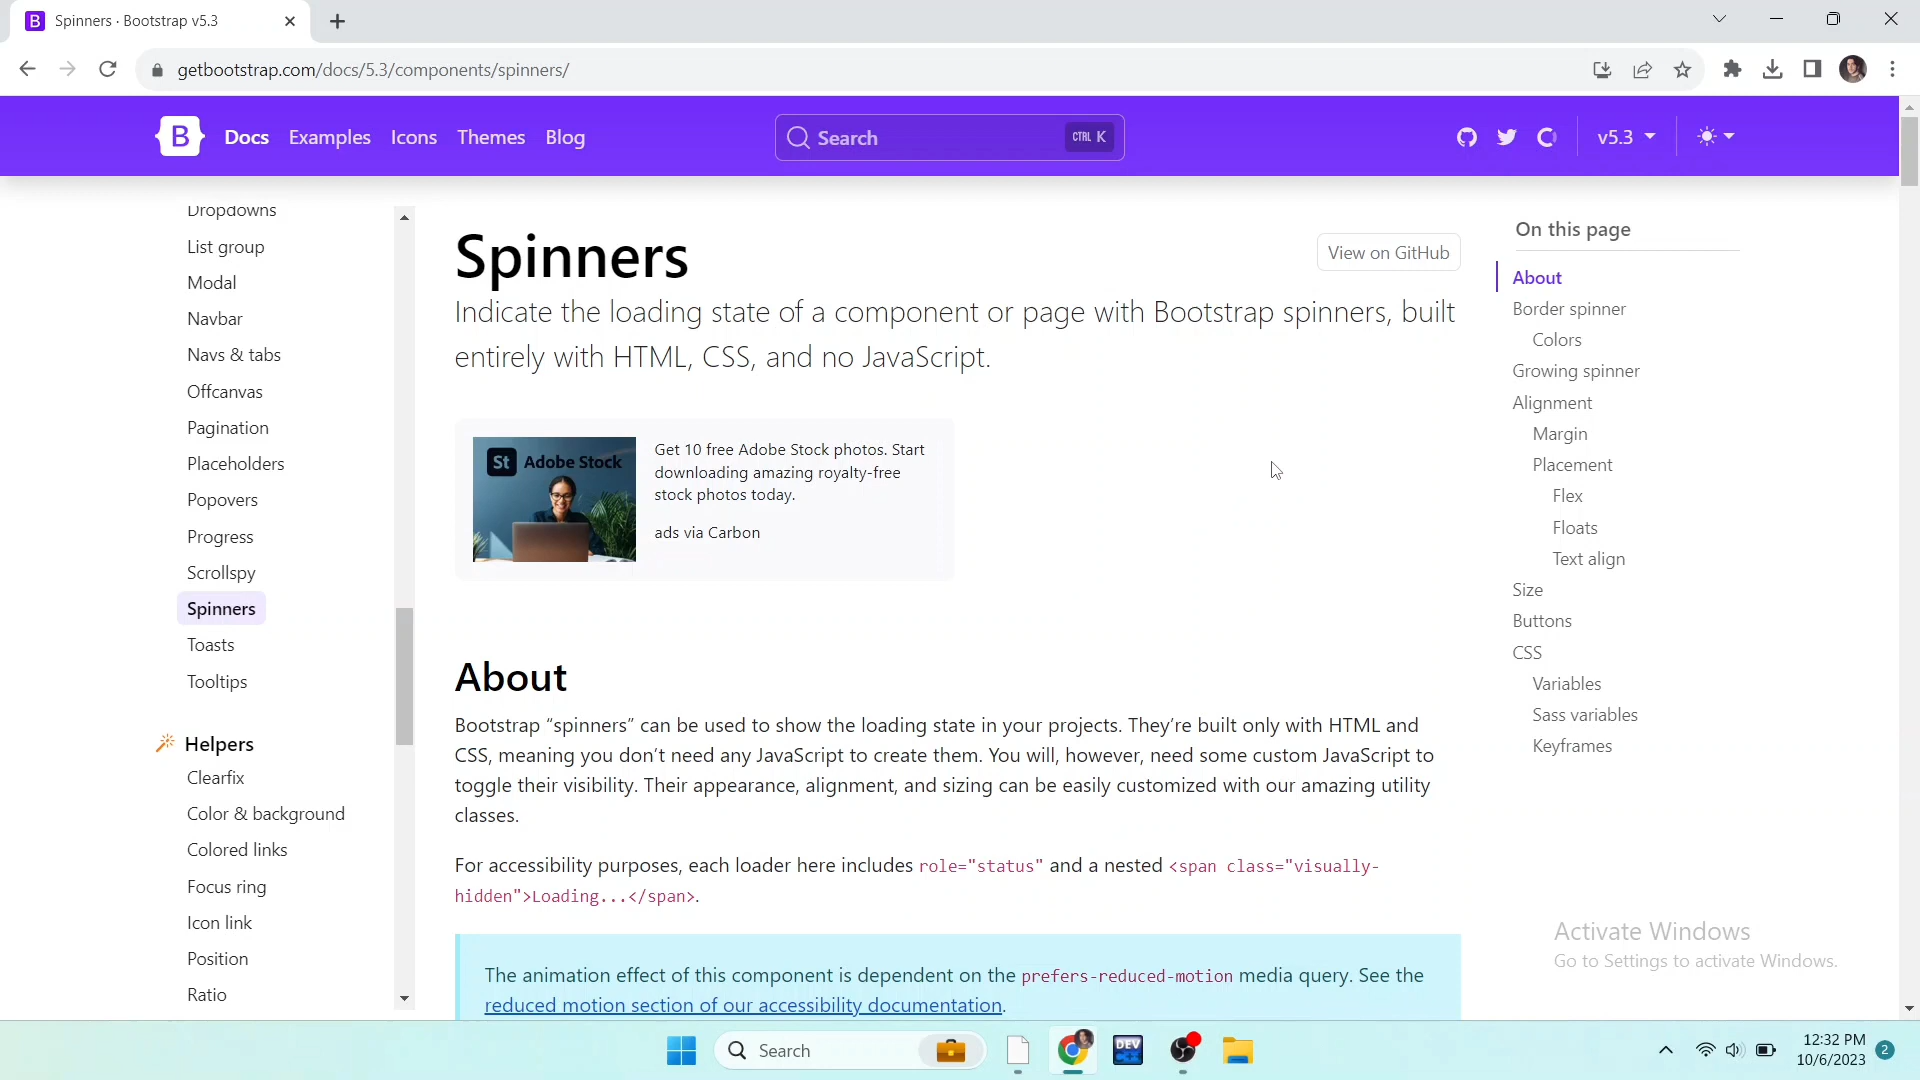 Spinners · Bootstrap v5.3
getbootstrap.com/docs/5.3/components/spinners/
B
Docs
Examples
Icons
Themes
Blog
Search
CTRL K
v5.3
Dropdowns
List group
Modal
Navbar
Navs & tabs
Offcanvas
Pagination
Placeholders
Popovers
Progress
Scrollspy
Spinners
Toasts
Tooltips
Helpers
Clearfix
Color & background
Colored links
Focus ring
Icon link
Position
Ratio
Spinners
View on GitHub
Indicate the loading state of a component or page with Bootstrap spinners, built
entirely with HTML, CSS, and no JavaScript.
St Adobe Stock
Get 10 free Adobe Stock photos. Start
downloading amazing royalty-free
stock photos today.
ads via Carbon
About
Bootstrap “spinners” can be used to show the loading state in your projects. They’re built only with HTML and
CSS, meaning you don’t need any JavaScript to create them. You will, however, need some custom JavaScript to
toggle their visibility. Their appearance, alignment, and sizing can be easily customized with our amazing utility
classes.
For accessibility purposes, each loader here includes role="status" and a nested <span class="visually-
hidden">Loading...</span>.
The animation effect of this component is dependent on the prefers-reduced-motion media query. See the
reduced motion section of our accessibility documentation.
On this page
About
Border spinner
Colors
Growing spinner
Alignment
Margin
Placement
Flex
Floats
Text align
Size
Buttons
CSS
Variables
Sass variables
Keyframes
Activate Windows
Go to Settings to activate Windows.
Search
DEV
12:32 PM
10/6/2023
2